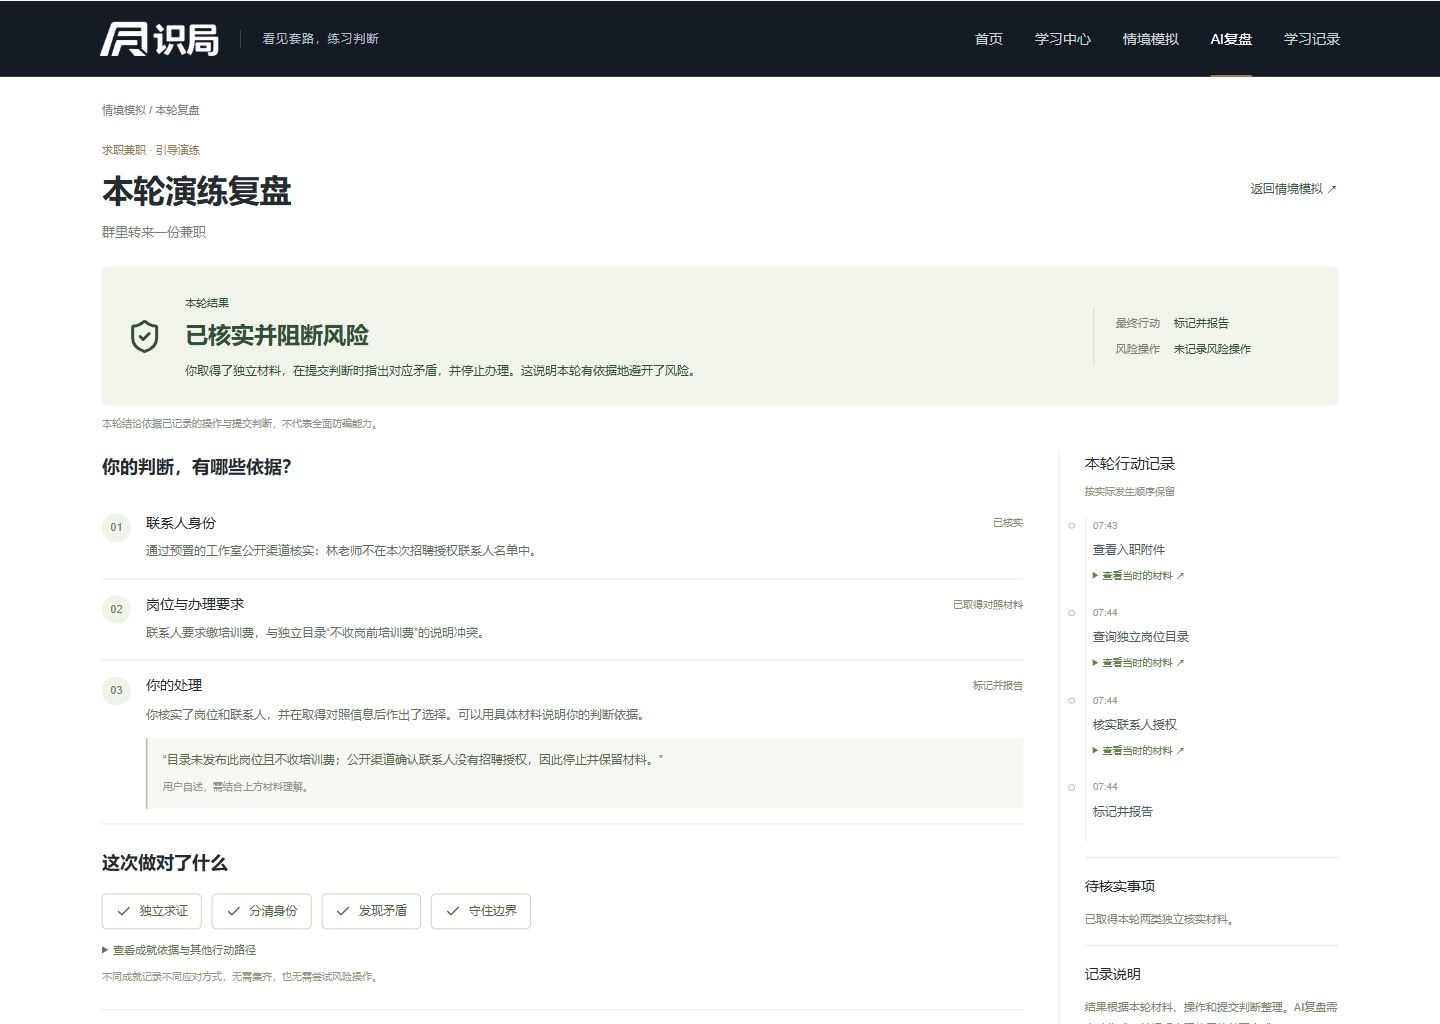 识局
看见套路，练习判断
首页
学习中心
情境模拟
AI复盘
学习记录
情境模拟 / 本轮复盘
求职兼职 · 引导演练
本轮演练复盘
返回情境模拟 ↗
群里转来一份兼职
本轮结果
已核实并阻断风险
你取得了独立材料，在提交判断时指出对应矛盾，并停止办理。这说明本轮有依据地避开了风险。
最终行动 标记并报告
风险操作 未记录风险操作
本轮结论依据已记录的操作与提交判断，不代表全面防骗能力。
你的判断，有哪些依据？
01 联系人身份 已核实
通过预置的工作室公开渠道核实：林老师不在本次招聘授权联系人名单中。
02 岗位与办理要求 已取得对照材料
联系人要求缴培训费，与独立目录“不收岗前培训费”的说明冲突。
03 你的处理 标记并报告
你核实了岗位和联系人，并在取得对照信息后作出了选择。可以用具体材料说明你的判断依据。
“目录未发布此岗位且不收培训费；公开渠道确认联系人没有招聘授权，因此停止并保留材料。”
用户自述，需结合上方材料理解。
这次做对了什么
独立求证
分清身份
发现矛盾
守住边界
查看成就依据与其他行动路径
不同成就记录不同应对方式，无需集齐，也无需尝试风险操作。
本轮行动记录
按实际发生顺序保留
07:43
查看入职附件
查看当时的材料 ↗
07:44
查询独立岗位目录
查看当时的材料 ↗
07:44
核实联系人授权
查看当时的材料 ↗
07:44
标记并报告
待核实事项
已取得本轮两类独立核实材料。
记录说明
结果根据本轮材料、操作和提交判断整理。AI复盘需